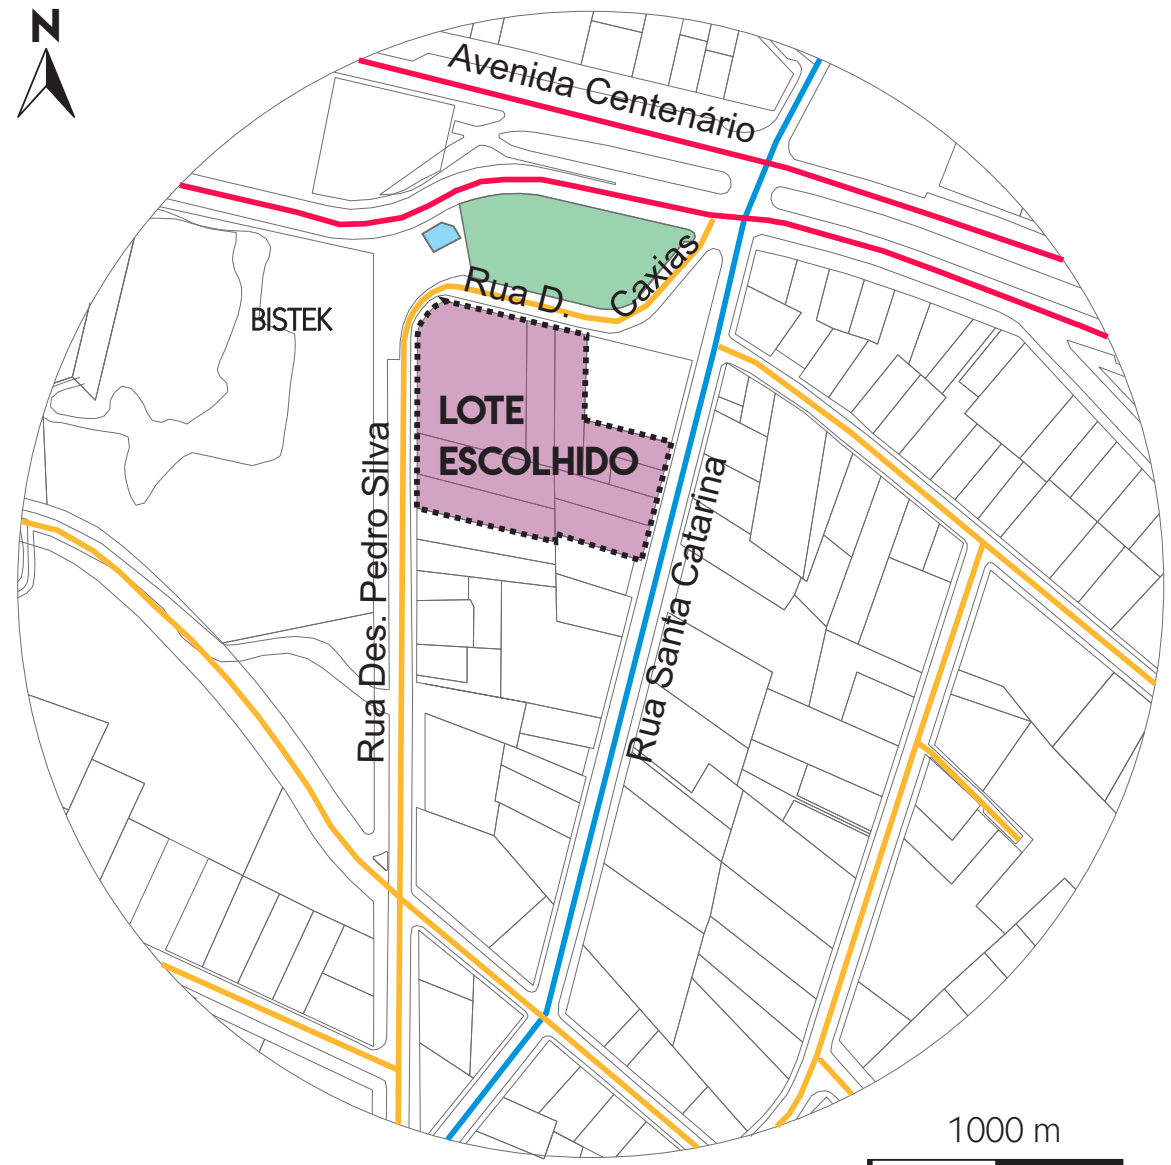 N
Avenida Centenário
Rua D. Caxias
BISTEK
LOTE
ESCOLHIDO
Rua Des. Pedro Silva
Rua Santa Catarina
1000 m